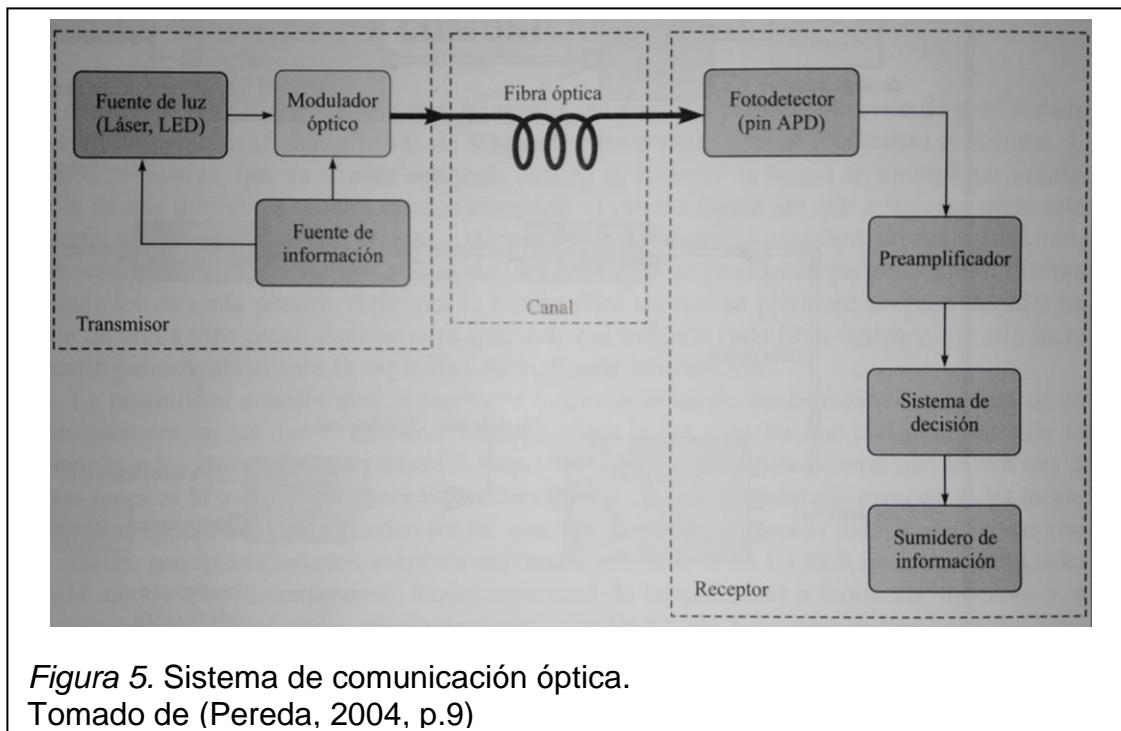 Fuente de luz
(Láser, LED)
Modulador
óptico
Fuente de
información
Transmisor
Fibra óptica
Canal
Fotodetector
(pin APD)
Preamplificador
Sistema de
decisión
Sumidero de
información
Receptor
Figura 5. Sistema de comunicación óptica.
Tomado de (Pereda, 2004, p.9)